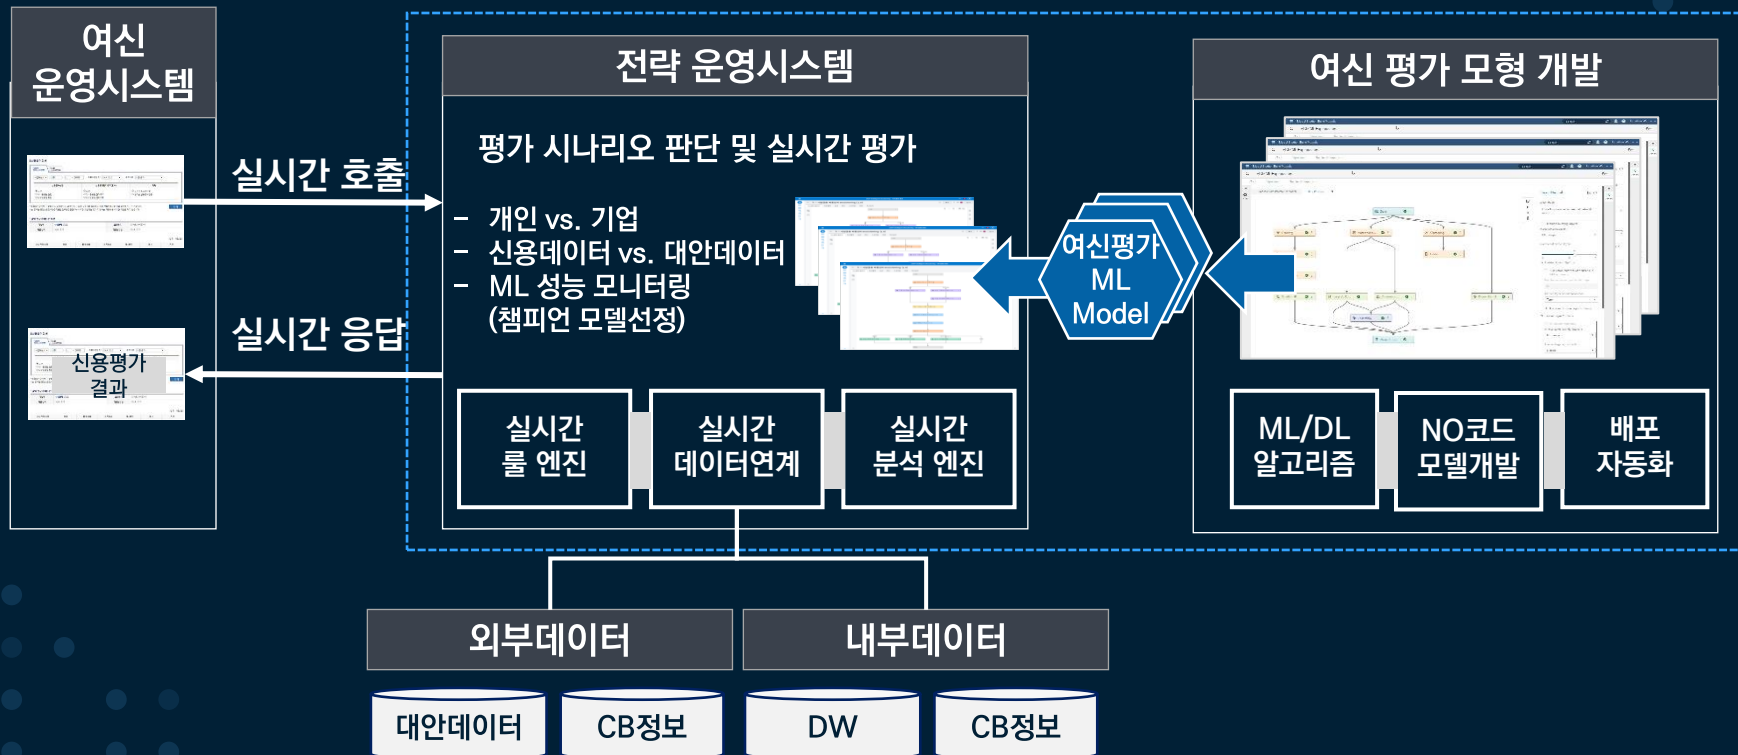 여신
운영시스템
실시간 호출
실시간 응답
신용평가
결과
전략 운영시스템
평가 시나리오 판단 및 실시간 평가
- 개인 vs. 기업
- 신용데이터 vs. 대안데이터
- ML 성능 모니터링
(챔피언 모델선정)
실시간
룰 엔진
실시간
데이터연계
실시간
분석 엔진
여신평가
ML
Model
여신 평가 모형 개발
ML/DL
알고리즘
NO코드
모델개발
배포
자동화
외부데이터
내부데이터
대안데이터
CB정보
DW
CB정보